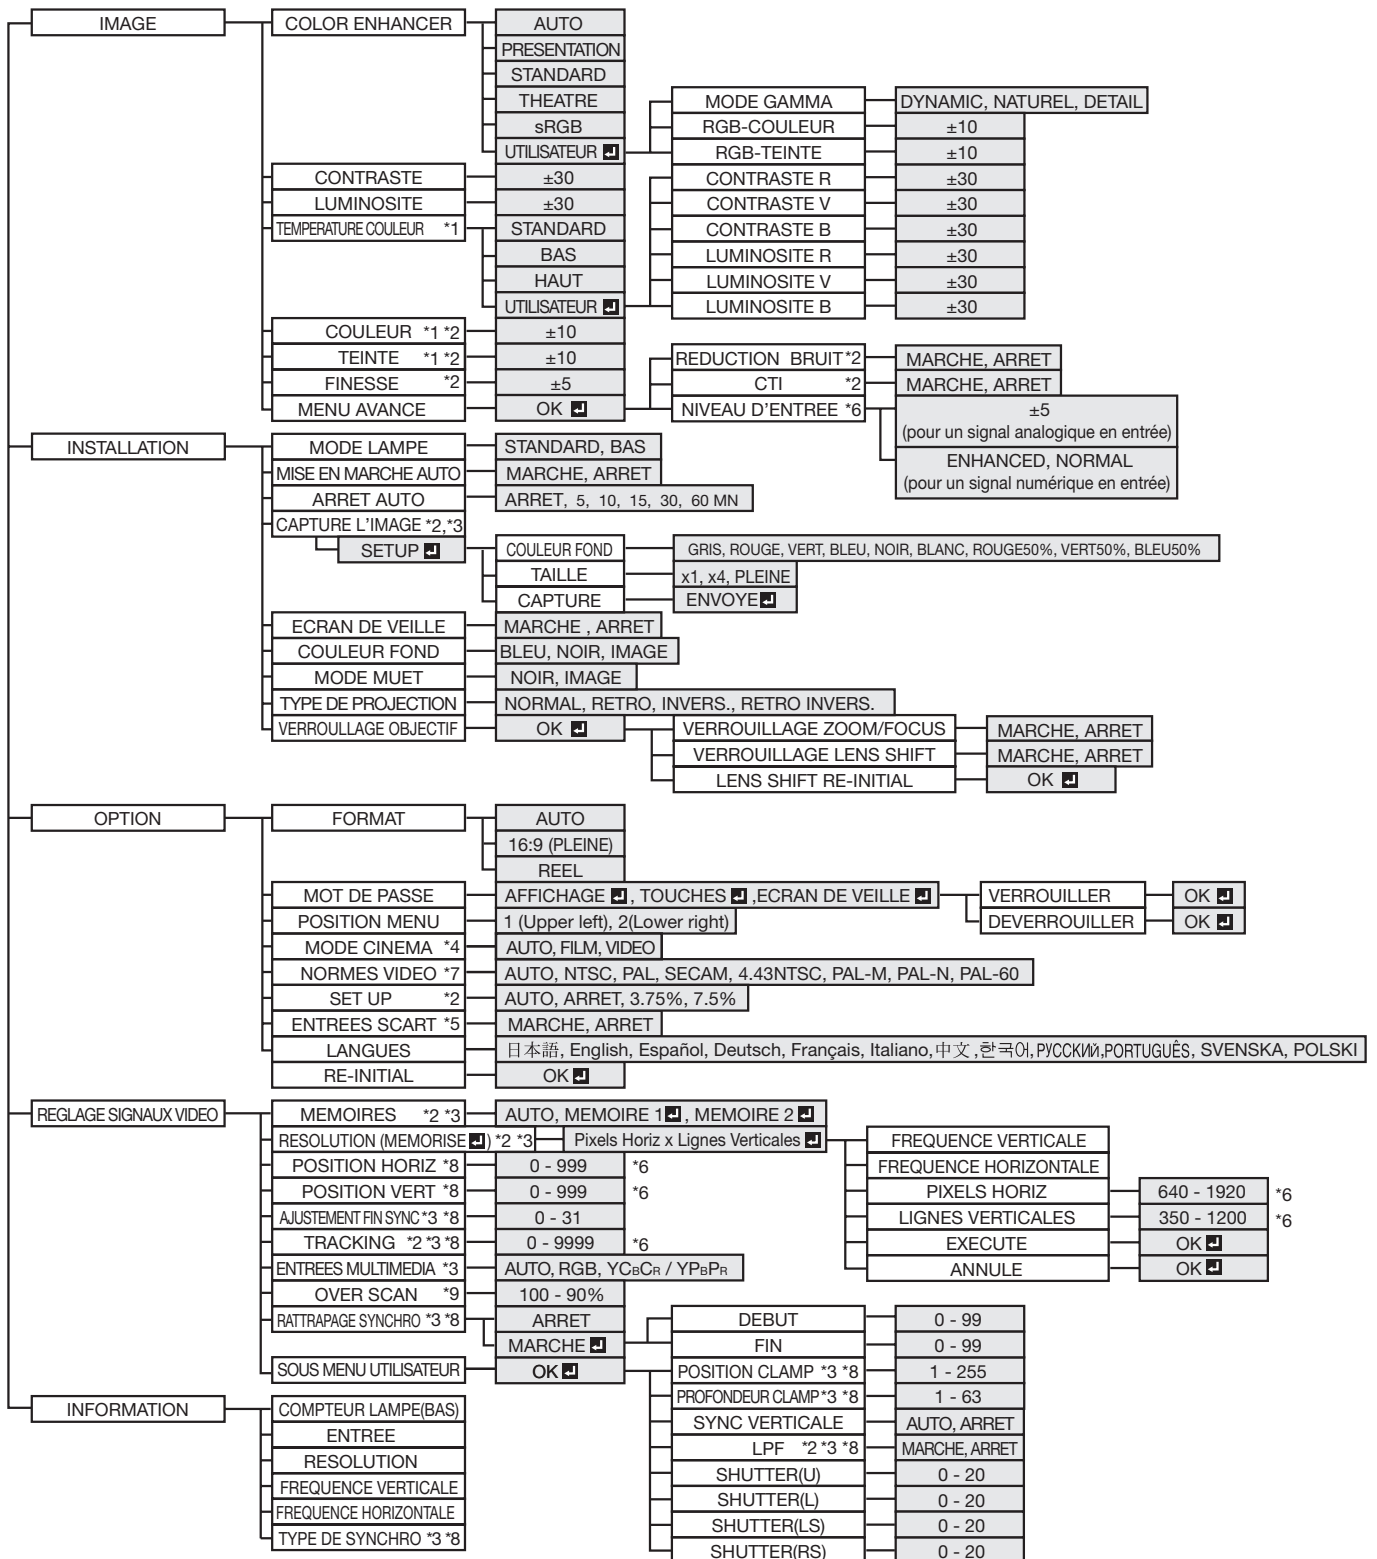 IMAGE COLOR ENHANCER AUTO
PRESENTATION
STANDARD
THEATRE MODE GAMMA DYNAMIC, NATUREL, DETAIL
sRGB RGB-COULEUR ±10
UTILISATEUR RGB-TEINTE ±10
CONTRASTE ±30 CONTRASTE R ±30
LUMINOSITE ±30 CONTRASTE V ±30
TEMPERATURE COULEUR *1 STANDARD CONTRASTE B ±30
BAS LUMINOSITE R ±30
HAUT LUMINOSITE V ±30
UTILISATEUR LUMINOSITE B ±30
COULEUR *1 *2 ±10
TEINTE *1 *2 ±10 REDUCTION BRUIT*2 MARCHE, ARRET
FINESSE *2 ±5 CTI *2 MARCHE, ARRET
MENU AVANCE OK NIVEAU D'ENTREE *6 ±5
(pour un signal analogique en entrée)
ENHANCED, NORMAL
(pour un signal numérique en entrée)
INSTALLATION MODE LAMPE STANDARD, BAS
MISE EN MARCHE AUTO MARCHE, ARRET
ARRET AUTO ARRET, 5, 10, 15, 30, 60 MN
CAPTURE L'IMAGE *2,*3
SETUP COULEUR FOND GRIS, ROUGE, VERT, BLEU, NOIR, BLANC, ROUGE50%, VERT50%, BLEU50%
TAILLE x1, x4, PLEINE
CAPTURE ENVOYE
ECRAN DE VEILLE MARCHE , ARRET
COULEUR FOND BLEU, NOIR, IMAGE
MODE MUET NOIR, IMAGE
TYPE DE PROJECTION NORMAL, RETRO, INVERS., RETRO INVERS.
VERROULLAGE OBJECTIF OK VERROUILLAGE ZOOM/FOCUS MARCHE, ARRET
VERROUILLAGE LENS SHIFT MARCHE, ARRET
LENS SHIFT RE-INITIAL OK
OPTION FORMAT AUTO
16:9 (PLEINE)
REEL
MOT DE PASSE AFFICHAGE , TOUCHES ,ECRAN DE VEILLE VERROUILLER OK
POSITION MENU 1 (Upper left), 2(Lower right) DEVERROUILLER OK
MODE CINEMA *4 AUTO, FILM, VIDEO
NORMES VIDEO *7 AUTO, NTSC, PAL, SECAM, 4.43NTSC, PAL-M, PAL-N, PAL-60
SET UP *2 AUTO, ARRET, 3.75%, 7.5%
ENTREES SCART *5 MARCHE, ARRET
LANGUES 日本語, English, Español, Deutsch, Français, Italiano,中文 ,한국어,РУССКИЙ,PORTUGUÊS, SVENSKA, POLSKI
RE-INITIAL OK
REGLAGE SIGNAUX VIDEO MEMOIRES *2 *3 AUTO, MEMOIRE 1 , MEMOIRE 2
RESOLUTION (MEMORISE ) *2 *3 Pixels Horiz x Lignes Verticales FREQUENCE VERTICALE
POSITION HORIZ *8 0 - 999 *6 FREQUENCE HORIZONTALE
POSITION VERT *8 0 - 999 *6 PIXELS HORIZ 640 - 1920 *6
AJUSTEMENT FIN SYNC*3 *8 0 - 31 LIGNES VERTICALES 350 - 1200 *6
TRACKING *2 *3 *8 0 - 9999 *6 EXECUTE OK
ENTREES MULTIMEDIA *3 AUTO, RGB, YCBCR / YPBPR ANNULE OK
OVER SCAN *9 100 - 90%
RATTRAPAGE SYNCHRO *3 *8 ARRET DEBUT 0 - 99
MARCHE FIN 0 - 99
SOUS MENU UTILISATEUR OK POSITION CLAMP *3 *8 1 - 255
PROFONDEUR CLAMP*3 *8 1 - 63
INFORMATION COMPTEUR LAMPE(BAS) SYNC VERTICALE AUTO, ARRET
ENTREE LPF *2 *3 *8 MARCHE, ARRET
RESOLUTION SHUTTER(U) 0 - 20
FREQUENCE VERTICALE SHUTTER(L) 0 - 20
FREQUENCE HORIZONTALE SHUTTER(LS) 0 - 20
TYPE DE SYNCHRO *3 *8 SHUTTER(RS) 0 - 20